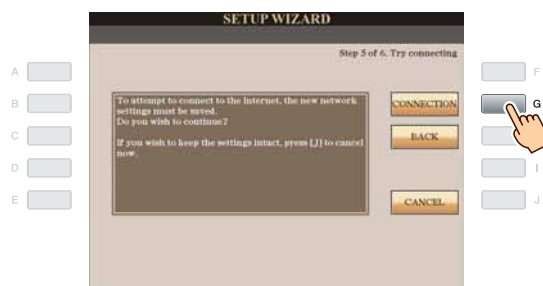 SETUP WIZARD
Step 5 of 6. Try connecting
A
F
To attempt to connect to the Internet, the new network
settings must be saved.
Do you wish to continue?
If you wish to keep the settings intact, press [J] to cancel
now.
CONNECTION
B
G
BACK
C
D
I
CANCEL
E
J